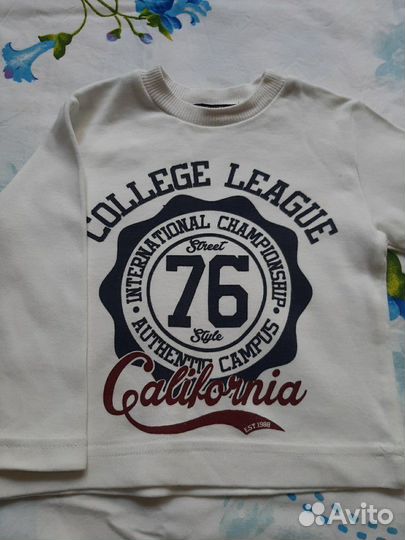 COLLEGE LEAGUE
· INTERNATIONAL CHAMPIONSHIP ·
Street
76
Style
AUTHENTIC CAMPUS
California
EST 1988
Avito